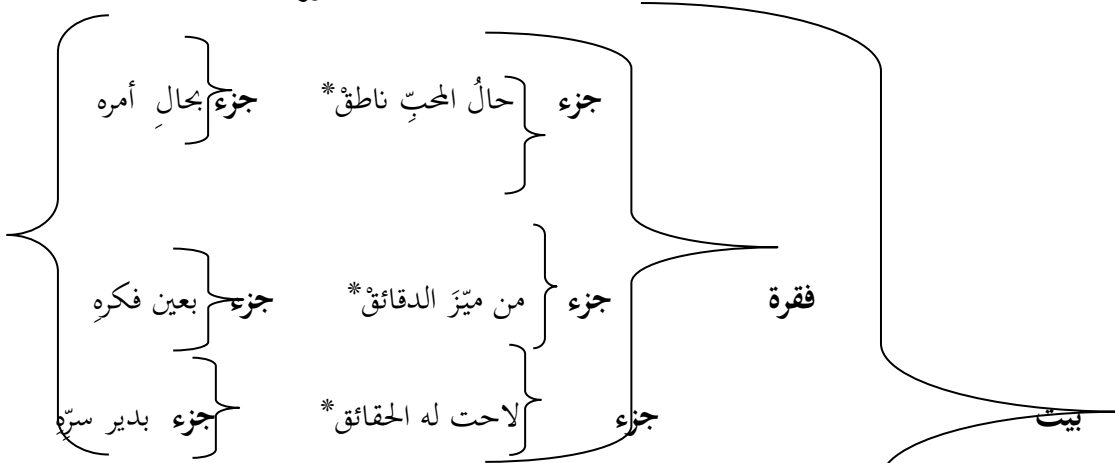 جزء حالُ المحبِّ ناطقْ* جزء بحالِ أمره
فقرة جزء من ميّزَ الدقائقْ* جزء بعين فكرهِ
بيت جزء لاحت له الحقائق* جزء بدير سرّهِ